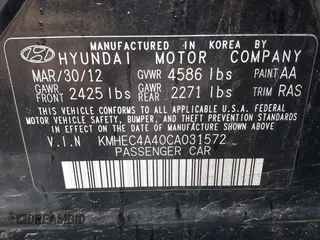 MANUFACTURED IN KOREA BY
HYUNDAI MOTOR COMPANY
MAR/30/12 GVWR 4586 lbs PAINT AA
GAWR FRONT 2425 lbs GAWR REAR 2271 lbs TRIM RAS
THIS VEHICLE CONFORMS TO ALL APPLICABLE U.S. FEDERAL
MOTOR VEHICLE SAFETY, BUMPER, AND THEFT PREVENTION
STANDARDS IN EFFECT ON THE DATE OF MANUFACTURE SHOWN ABOVE.
V.I.N KMHEC4A40CA031572
PASSENGER CAR
DREAMBID